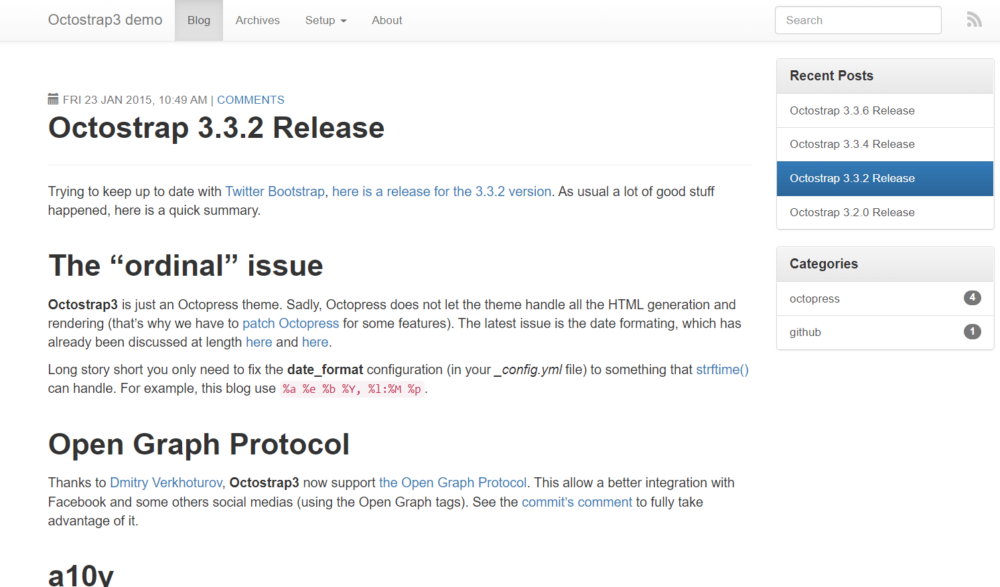 Octostrap3 demo Blog Archives Setup About Search
FRI 23 JAN 2015, 10:49 AM | COMMENTS
Octostrap 3.3.2 Release
Trying to keep up to date with Twitter Bootstrap, here is a release for the 3.3.2 version. As usual a lot of good stuff
happened, here is a quick summary.
The “ordinal” issue
Octostrap3 is just an Octopress theme. Sadly, Octopress does not let the theme handle all the HTML generation and
rendering (that’s why we have to patch Octopress for some features). The latest issue is the date formating, which has
already been discussed at length here and here.
Long story short you only need to fix the date_format configuration (in your _config.yml file) to something that strftime()
can handle. For example, this blog use %a %e %b %Y, %l:%M %p.
Open Graph Protocol
Thanks to Dmitry Verkhoturov, Octostrap3 now support the Open Graph Protocol. This allow a better integration with
Facebook and some others social medias (using the Open Graph tags). See the commit’s comment to fully take
advantage of it.
a10y
Recent Posts
Octostrap 3.3.6 Release
Octostrap 3.3.4 Release
Octostrap 3.3.2 Release
Octostrap 3.2.0 Release
Categories
octopress 4
github 1